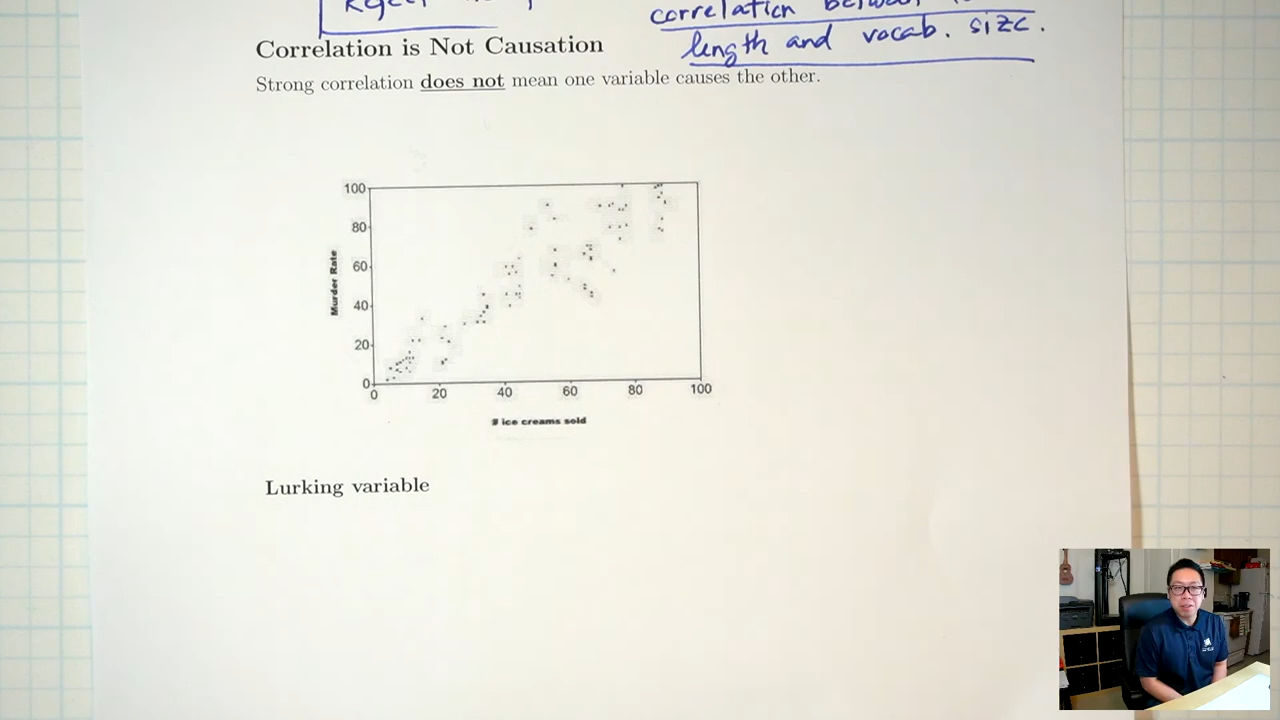 Reject
correlation between
length and vocab. size.
Correlation is Not Causation
Strong correlation does not mean one variable causes the other.
100
80
60
40
20
0
Murder Rate
0 20 40 60 80 100
# ice creams sold
Lurking variable